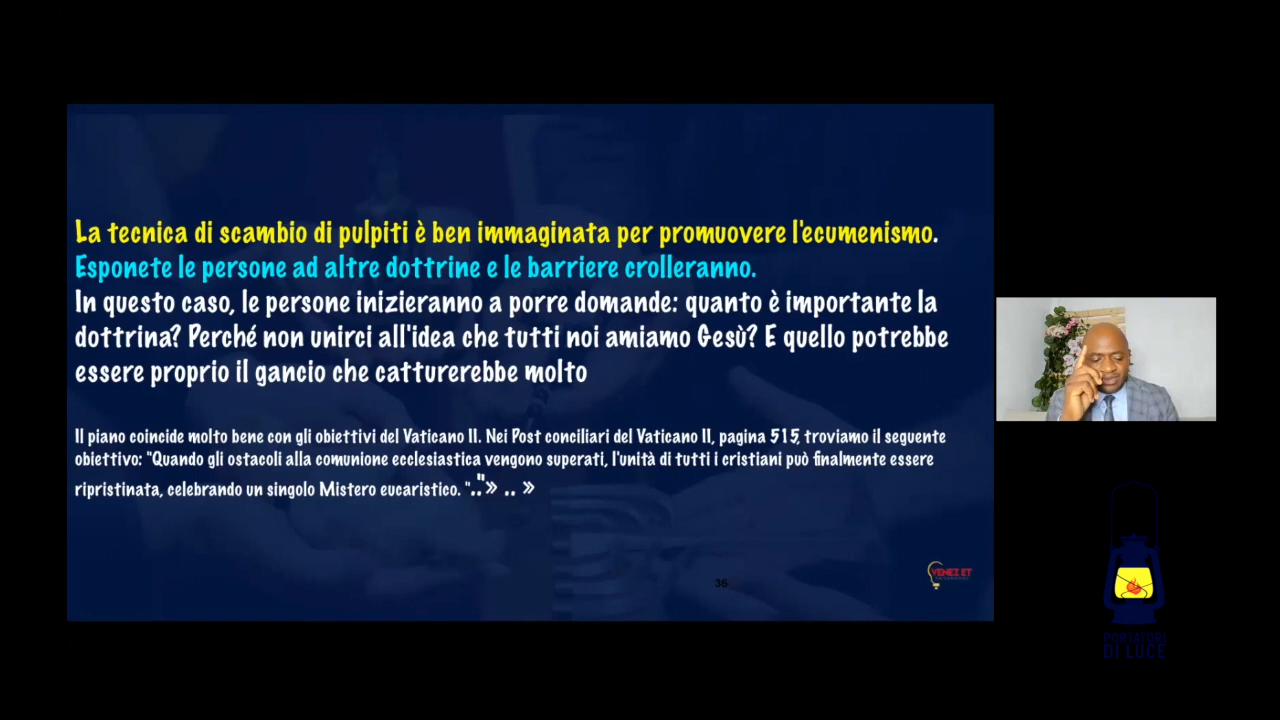 La tecnica di scambio di pulpiti è ben immaginata per promuovere l'ecumenismo.
Esponete le persone ad altre dottrine e le barriere crolleranno.
In questo caso, le persone inizieranno a porre domande: quanto è importante la
dottrina? Perché non unirci all'idea che tutti noi amiamo Gesù? E quello potrebbe
essere proprio il gancio che catturerebbe molto
Il piano coincide molto bene con gli obiettivi del Vaticano II. Nei Post conciliari del Vaticano II, pagina 515, troviamo il seguente
obiettivo: "Quando gli ostacoli alla comunione ecclesiastica vengono superati, l'unità di tutti i cristiani può finalmente essere
ripristinata, celebrando un singolo Mistero eucaristico. ".."» .. »
36
VENEZ ET
PORTATORI
DI LUCE